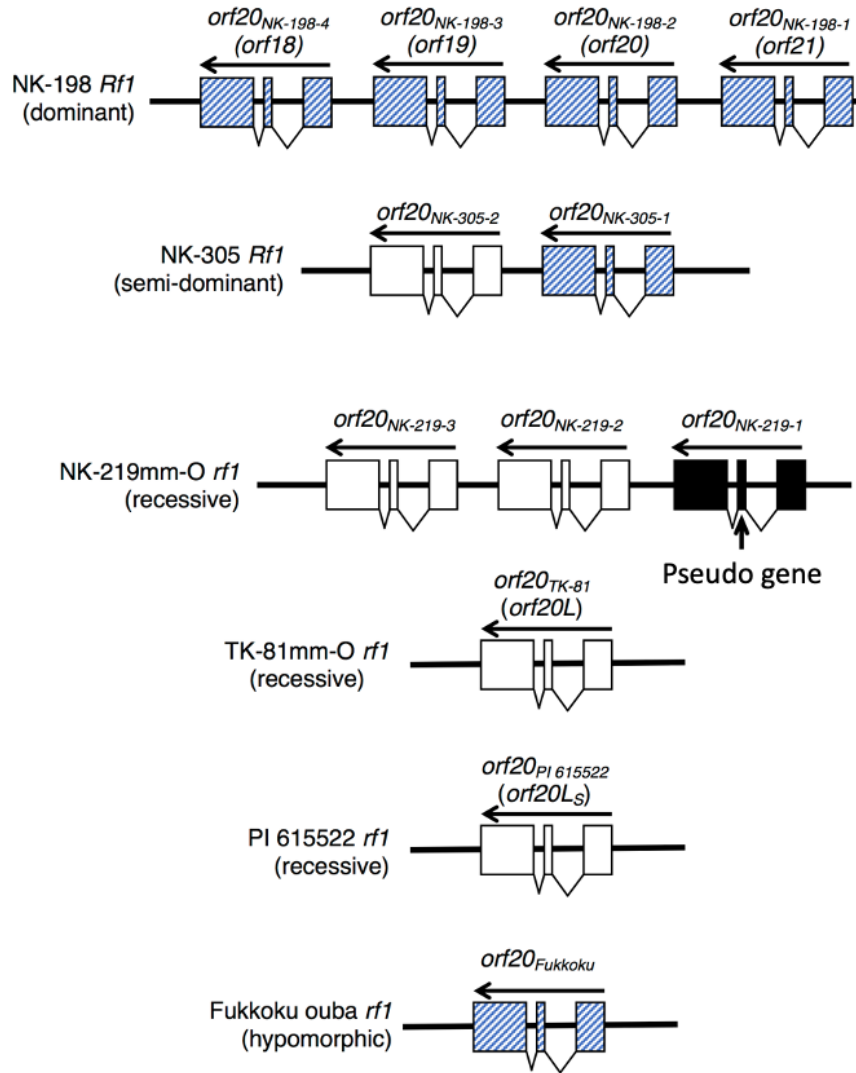 orf20NK-198-4 orf20NK-198-3 orf20NK-198-2 orf20NK-198-1
(orf18) (orf19) (orf20) (orf21)
NK-198 Rf1
(dominant)
orf20NK-305-2 orf20NK-305-1
NK-305 Rf1
(semi-dominant)
orf20NK-219-3 orf20NK-219-2 orf20NK-219-1
NK-219mm-O rf1
(recessive)
Pseudo gene
orf20TK-81
(orf20L)
TK-81mm-O rf1
(recessive)
orf20PI 615522
(orf20LS)
PI 615522 rf1
(recessive)
orf20Fukkoku
Fukkoku ouba rf1
(hypomorphic)